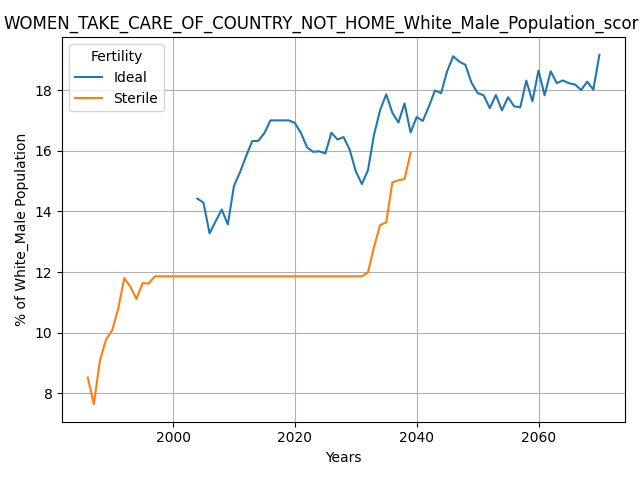 WOMEN_TAKE_CARE_OF_COUNTRY_NOT_HOME_White_Male_Population_scor
Fertility
Ideal
Sterile
% of White_Male Population
18
16
14
12
10
8
2000 2020 2040 2060
Years